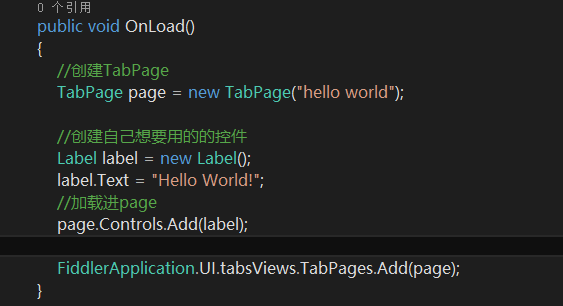 0 个引用
public void OnLoad()
{
//创建TabPage
TabPage page = new TabPage("hello world");
//创建自己想要用的的控件
Label label = new Label();
label.Text = "Hello World!";
//加载进page
page.Controls.Add(label);
FiddlerApplication.UI.tabsViews.TabPages.Add(page);
}